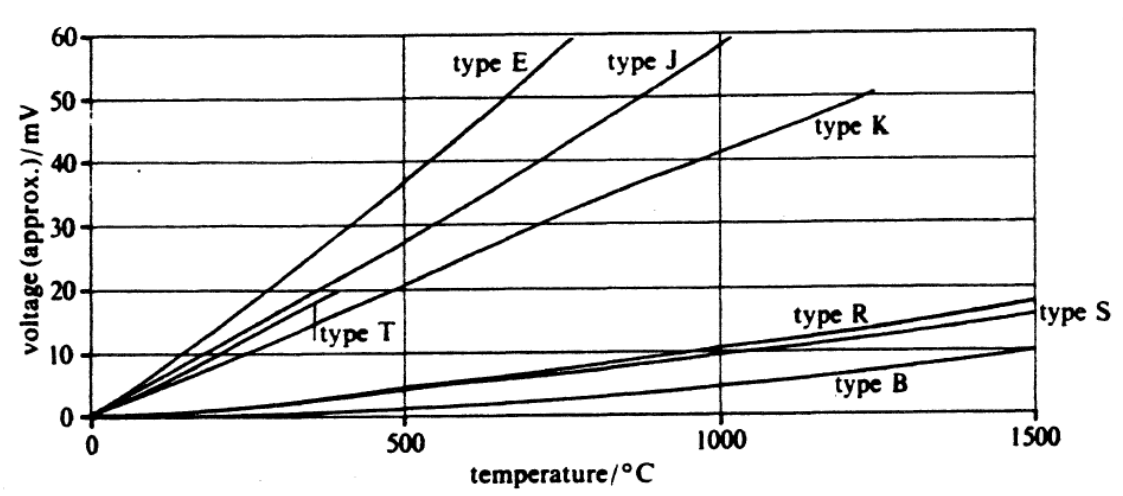 60
type E
type J
50
type K
40
voltage (approx.)/mV
30
20
type R
type S
type T
10
type B
0
0
500
1000
1500
temperature/°C